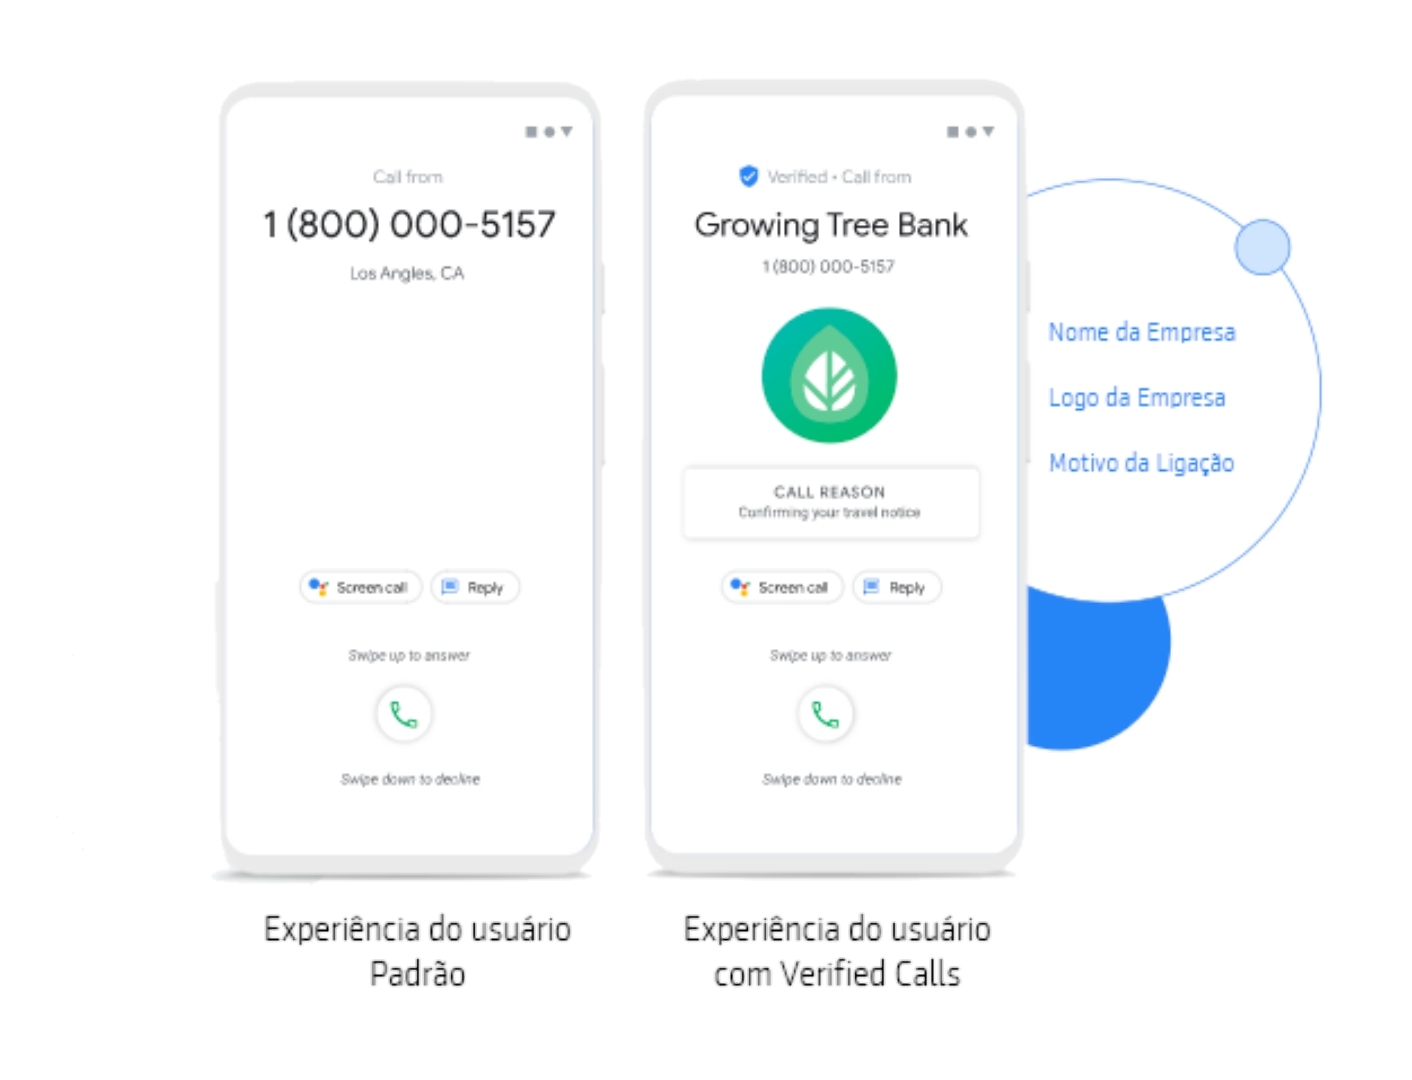 Call from
1 (800) 000-5157
Los Angles, CA
Screen call
Reply
Swipe up to answer
Swipe down to decline
Experiência do usuário
Padrão
Verified • Call from
Growing Tree Bank
1 (800) 000-5157
CALL REASON
Confirming your travel notice
Screen call
Reply
Swipe up to answer
Swipe down to decline
Experiência do usuário
com Verified Calls
Nome da Empresa
Logo da Empresa
Motivo da Ligação